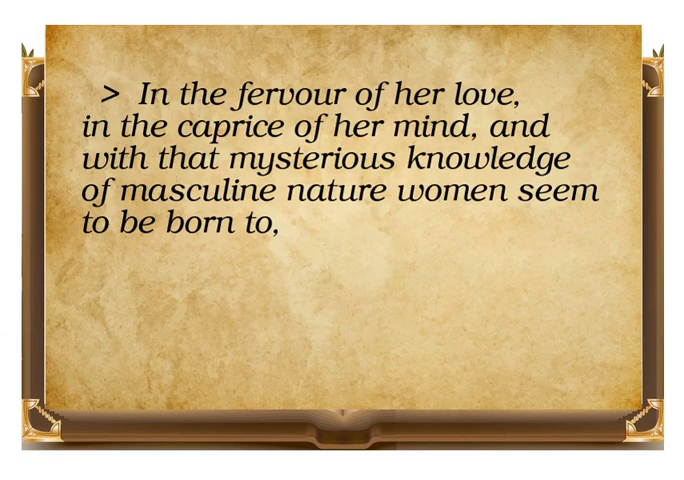 > In the fervour of her love,
in the caprice of her mind, and
with that mysterious knowledge
of masculine nature women seem
to be born to,